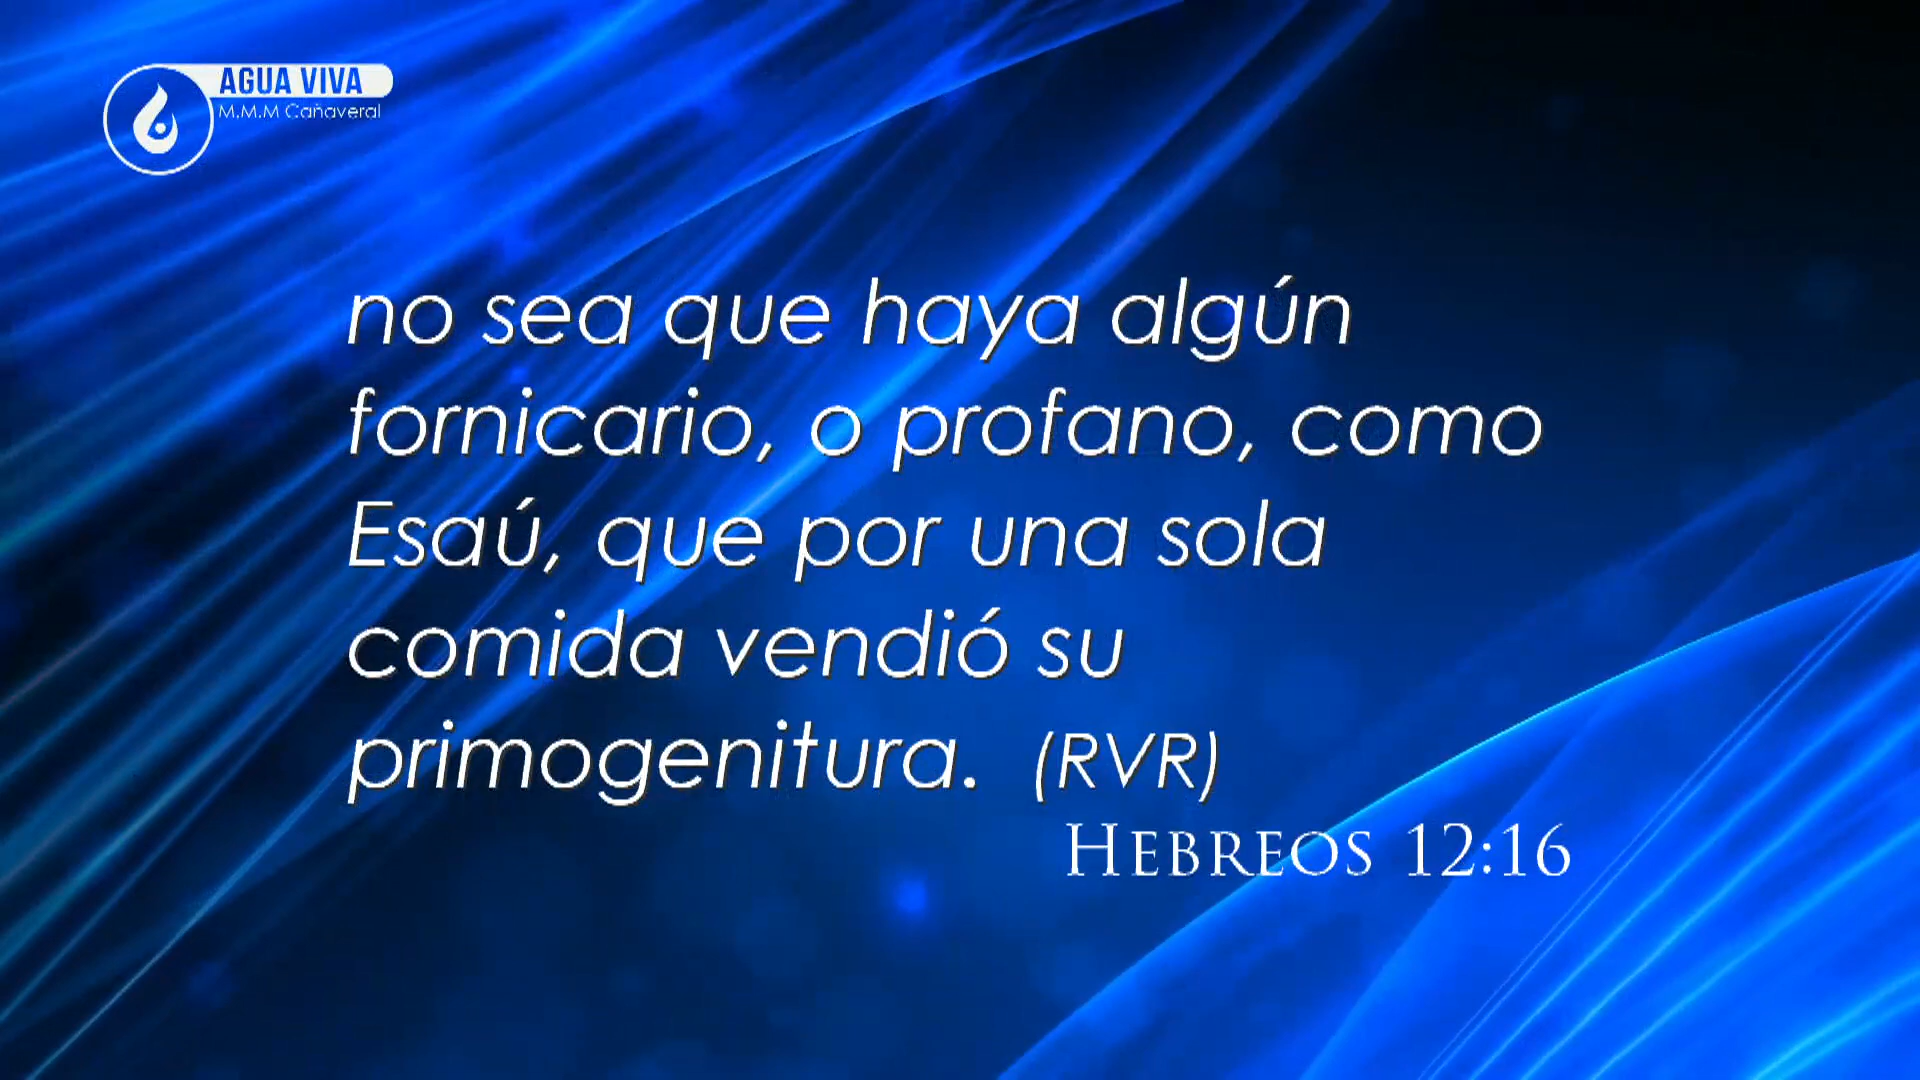 AGUA VIVA
M.M.M Cañaveral
no sea que haya algún
fornicario, o profano, como
Esaú, que por una sola
comida vendió su
primogenitura. (RVR)
HEBREOS 12:16